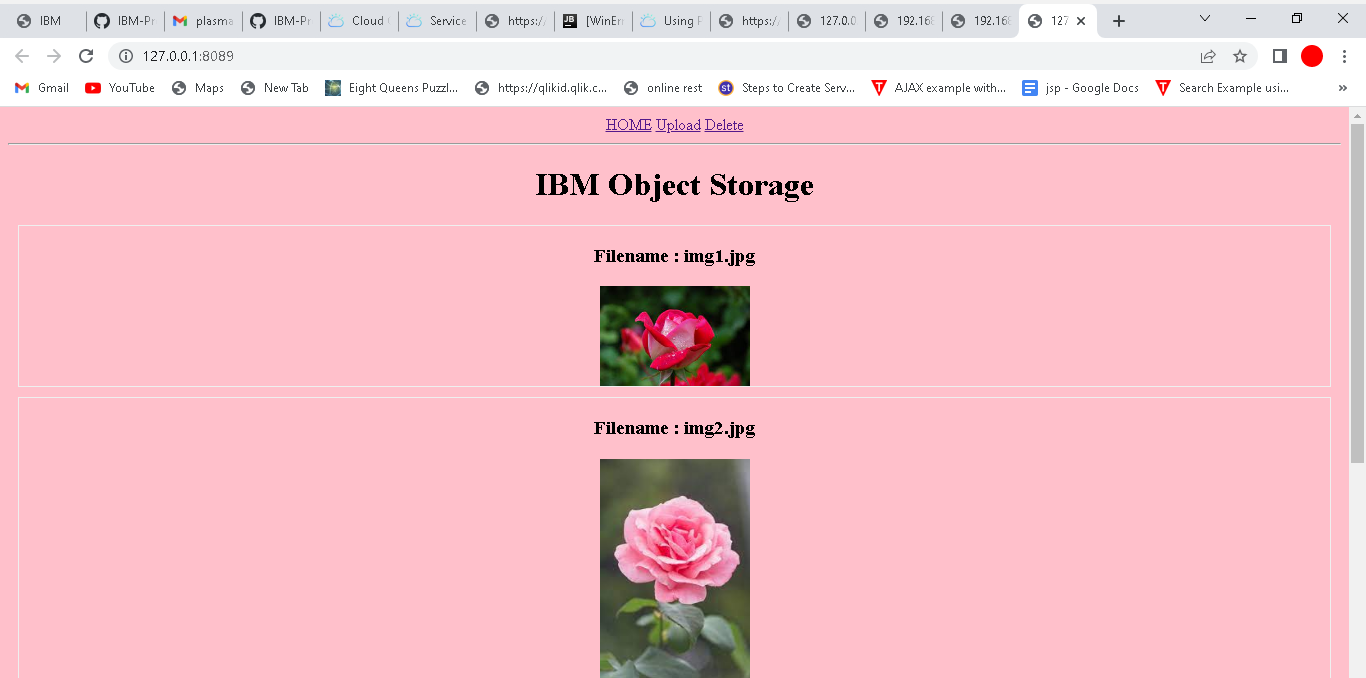 IBM IBM-Pr plasma IBM-Pr Cloud Service https:/ [WinErr Using https:/ 127.0.0 192.168 192.168 127
127.0.0.1:8089
Gmail YouTube Maps New Tab Eight Queens Puzzl... https://qlikid.qlik.c... online rest Steps to Create Serv... AJAX example with... jsp - Google Docs Search Example usi... »
HOME Upload Delete
IBM Object Storage
Filename : img1.jpg
Filename : img2.jpg